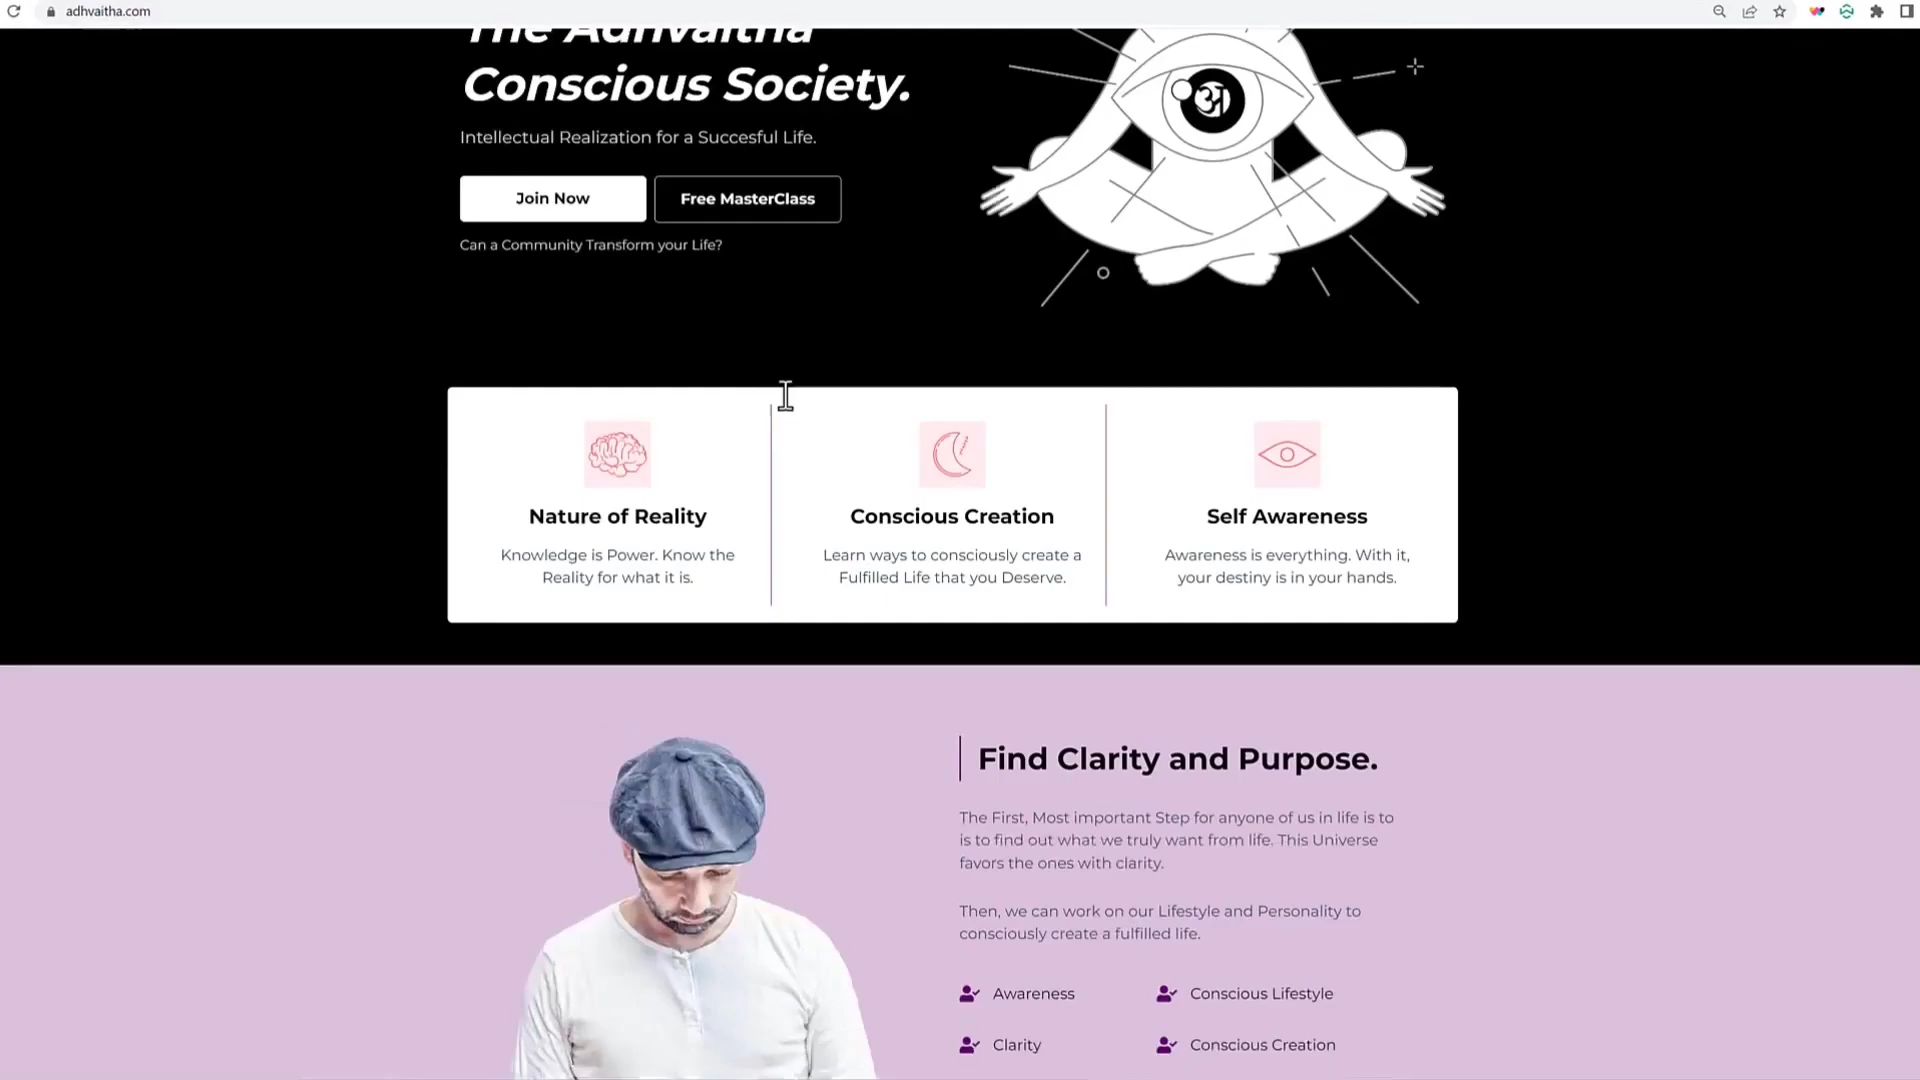 adhvaitha.com
The Adhvaitha
Conscious Society.
Intellectual Realization for a Succesful Life.
Join Now
Free MasterClass
Can a Community Transform your Life?
अ
Nature of Reality
Knowledge is Power. Know the
Reality for what it is.
Conscious Creation
Learn ways to consciously create a
Fulfilled Life that you Deserve.
Self Awareness
Awareness is everything. With it,
your destiny is in your hands.
Find Clarity and Purpose.
The First, Most important Step for anyone of us in life is to
is to find out what we truly want from life. This Universe
favors the ones with clarity.
Then, we can work on our Lifestyle and Personality to
consciously create a fulfilled life.
Awareness
Conscious Lifestyle
Clarity
Conscious Creation